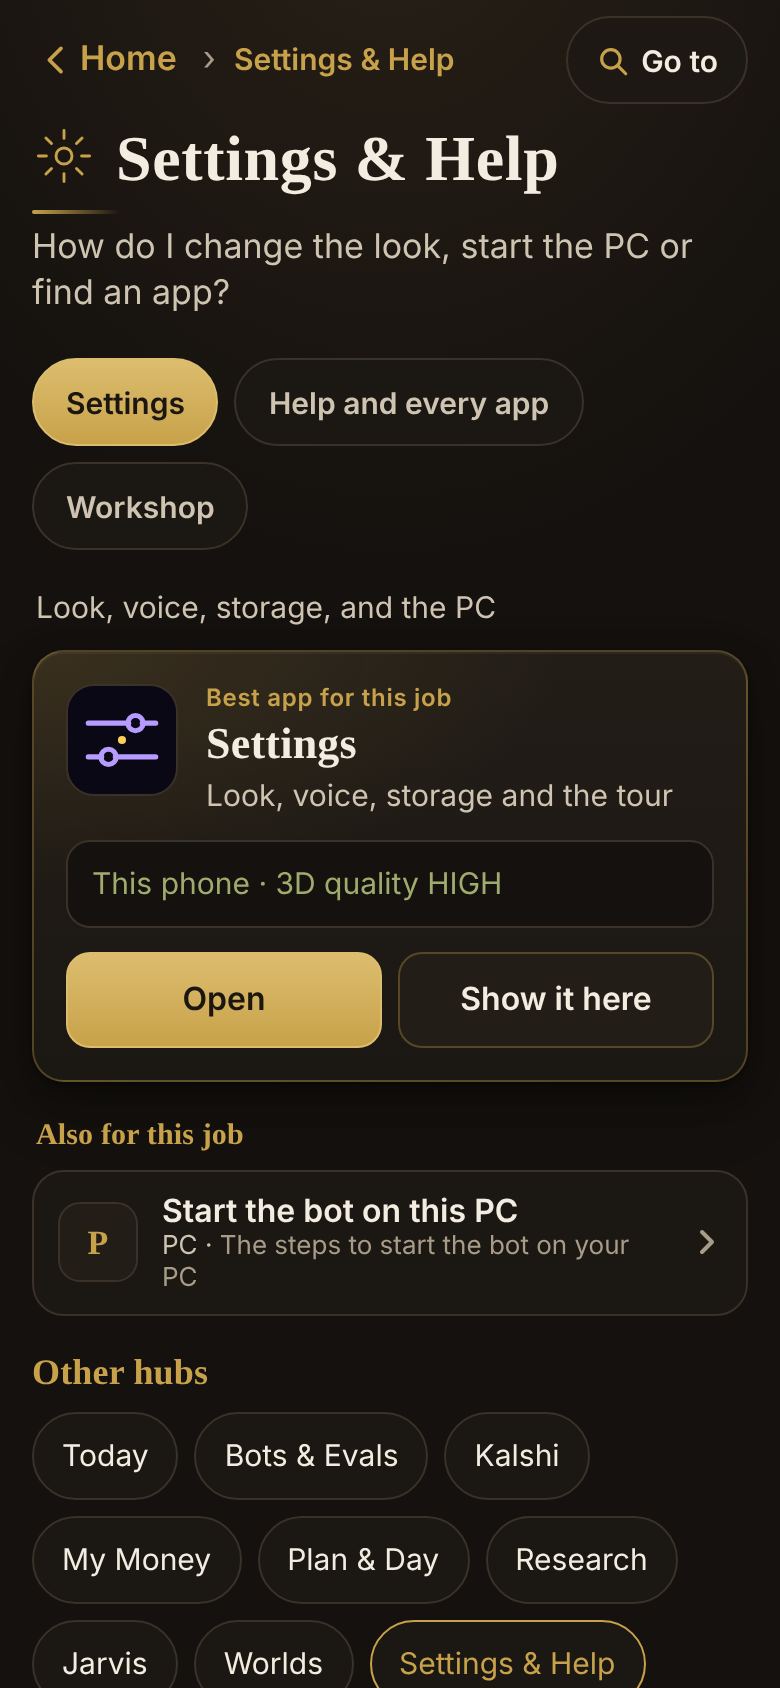 Home › Settings & Help
Go to
Settings & Help
How do I change the look, start the PC or
find an app?
Settings
Help and every app
Workshop
Look, voice, storage, and the PC
Best app for this job
Settings
Look, voice, storage and the tour
This phone · 3D quality HIGH
Open
Show it here
Also for this job
P
Start the bot on this PC
PC · The steps to start the bot on your
PC
Other hubs
Today
Bots & Evals
Kalshi
My Money
Plan & Day
Research
Jarvis
Worlds
Settings & Help